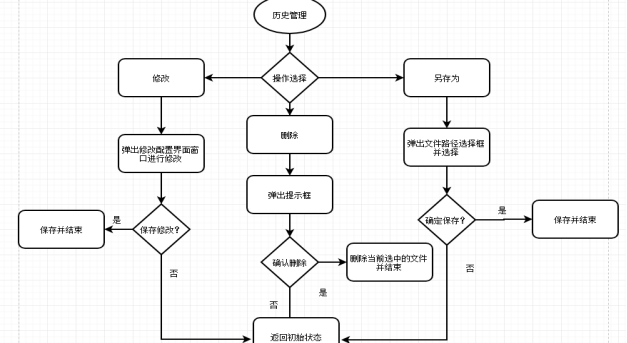 历史管理
修改
操作选择
另存为
删除
弹出修改配置界面窗
口进行修改
弹出文件路径选择框
并选择
弹出提示框
保存并结束
是
保存修改？
确定保存？
是
保存并结束
否
确认删除
删除当前选中的文件
并结束
否
否
是
返回初始状态